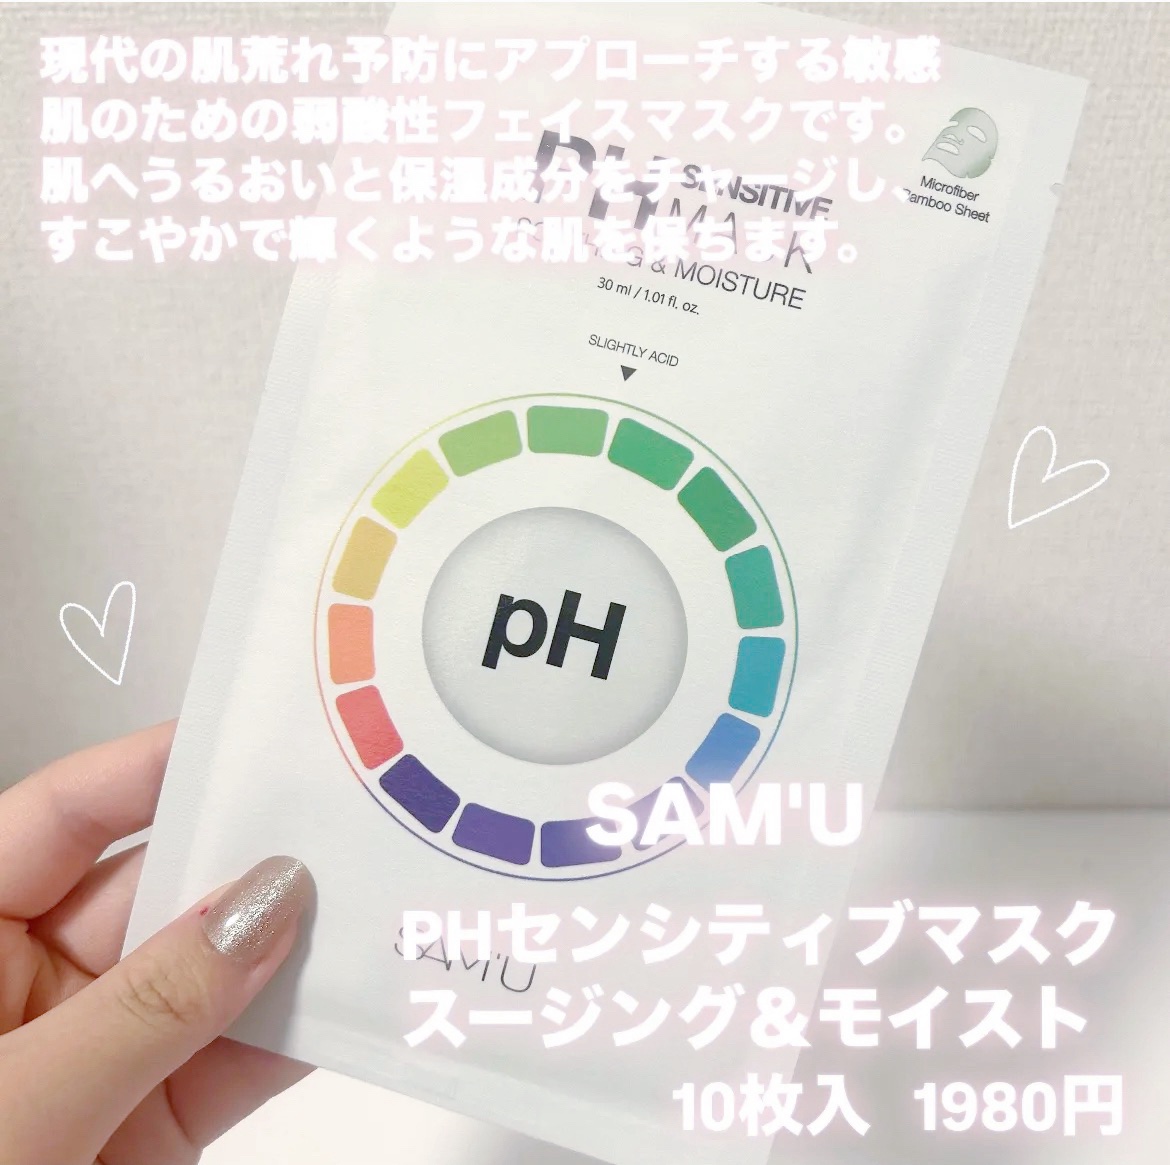 現代の肌荒れ予防にアプローチする敏感
肌のための弱酸性フェイスマスクです。
肌へうるおいと保湿成分をチャージし、
すこやかで輝くような肌を保ちます。
PH SENSITIVE
MASK
SOOTHING & MOISTURE
30 ml / 1.01 fl. oz.
Microfiber
Bamboo Sheet
SLIGHTLY ACID
pH
SAM'U
SAM'U
PHセンシティブマスク
スージング&モイスト
10枚入 1980円